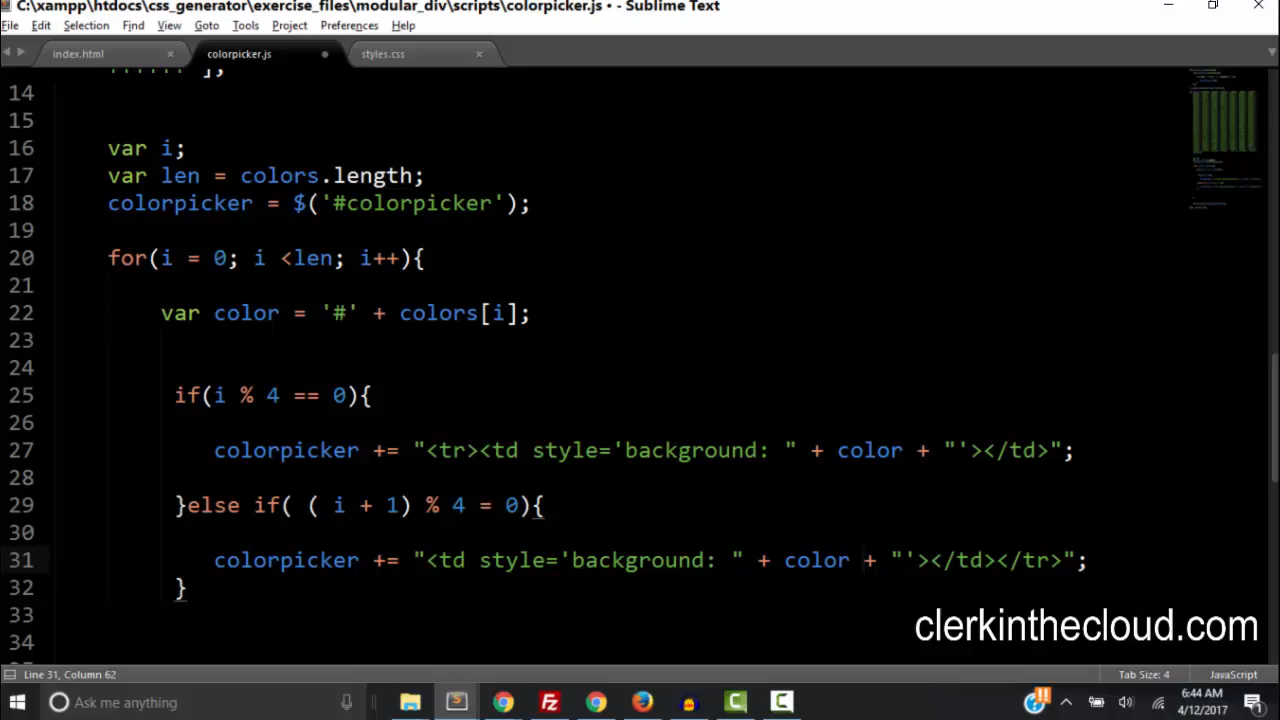 C:\xampp\htdocs\css_generator\exercise_files\modular_div\scripts\colorpicker.js • - Sublime Text
File Edit Selection Find View Goto Tools Project Preferences Help
index.html × colorpicker.js • styles.css ×
'''''' ];
14
15
16 var i;
17 var len = colors.length;
18 colorpicker = $('#colorpicker');
19
20 for(i = 0; i <len; i++){
21
22 var color = '#' + colors[i];
23
24
25 if(i % 4 == 0){
26
27 colorpicker += "<tr><td style='background: " + color + "'></td>";
28
29 }else if( ( i + 1) % 4 = 0){
30
31 colorpicker += "<td style='background: " + color + "'></td></tr>";
32 }
33
34
clerkinthecloud.com
Line 31, Column 62 Tab Size: 4 JavaScript
Ask me anything
6:44 AM
4/12/2017